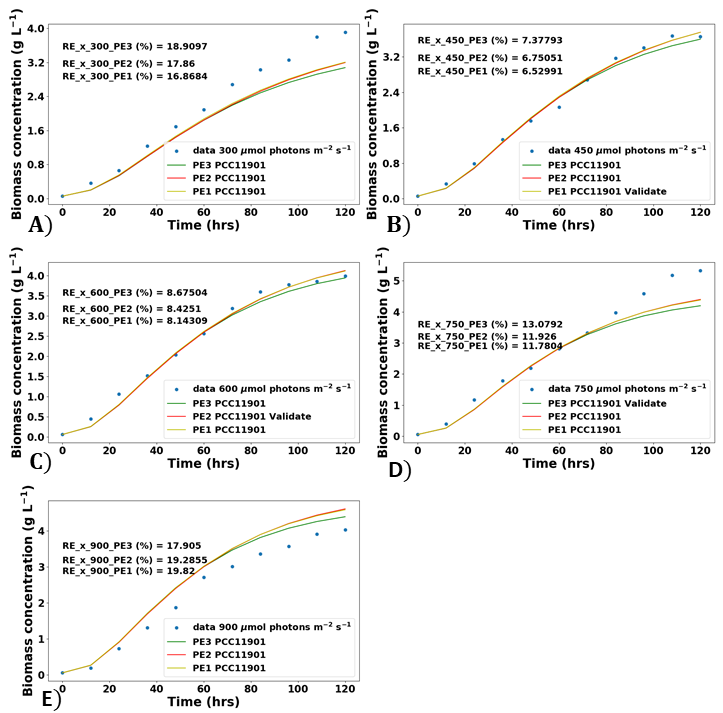 Biomass concentration (g L⁻¹)
4.0
3.2
2.4
1.6
0.8
0.0
RE_x_300_PE3 (%) = 18.9097
RE_x_300_PE2 (%) = 17.86
RE_x_300_PE1 (%) = 16.8684
data 300 μmol photons m⁻² s⁻¹
PE3 PCC11901
PE2 PCC11901
PE1 PCC11901
0 20 40 60 80 100 120
Time (hrs)
A)
Biomass concentration (g L⁻¹)
3.2
2.4
1.6
0.8
0.0
RE_x_450_PE3 (%) = 7.37793
RE_x_450_PE2 (%) = 6.75051
RE_x_450_PE1 (%) = 6.52991
data 450 μmol photons m⁻² s⁻¹
PE3 PCC11901
PE2 PCC11901
PE1 PCC11901 Validate
0 20 40 60 80 100 120
Time (hrs)
B)
Biomass concentration (g L⁻¹)
4.0
3.5
3.0
2.5
2.0
1.5
1.0
0.5
0.0
RE_x_600_PE3 (%) = 8.67504
RE_x_600_PE2 (%) = 8.4251
RE_x_600_PE1 (%) = 8.14309
data 600 μmol photons m⁻² s⁻¹
PE3 PCC11901
PE2 PCC11901 Validate
PE1 PCC11901
0 20 40 60 80 100 120
Time (hrs)
C)
Biomass concentration (g L⁻¹)
5
4
3
2
1
0
RE_x_750_PE3 (%) = 13.0792
RE_x_750_PE2 (%) = 11.926
RE_x_750_PE1 (%) = 11.7804
data 750 μmol photons m⁻² s⁻¹
PE3 PCC11901 Validate
PE2 PCC11901
PE1 PCC11901
0 20 40 60 80 100 120
Time (hrs)
D)
Biomass concentration (g L⁻¹)
4
3
2
1
0
RE_x_900_PE3 (%) = 17.905
RE_x_900_PE2 (%) = 19.2855
RE_x_900_PE1 (%) = 19.82
data 900 μmol photons m⁻² s⁻¹
PE3 PCC11901
PE2 PCC11901
PE1 PCC11901
0 20 40 60 80 100 120
Time (hrs)
E)